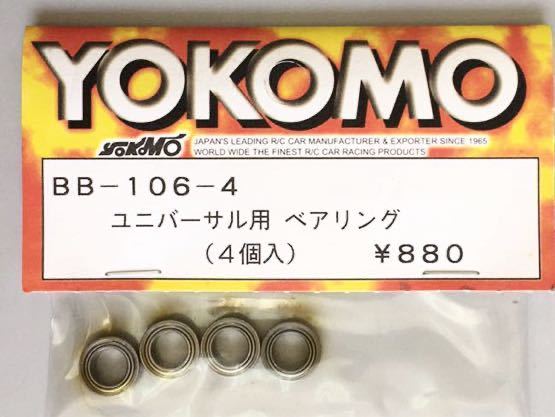 YOKOMO
YOKOMO
JAPAN'S LEADING R/C CAR MANUFACTURER & EXPORTER SINCE 1965
WORLD WIDE THE FINEST R/C CAR RACING PRODUCTS
BB-106-4
ユニバーサル用 ベアリング
(4個入) ¥880